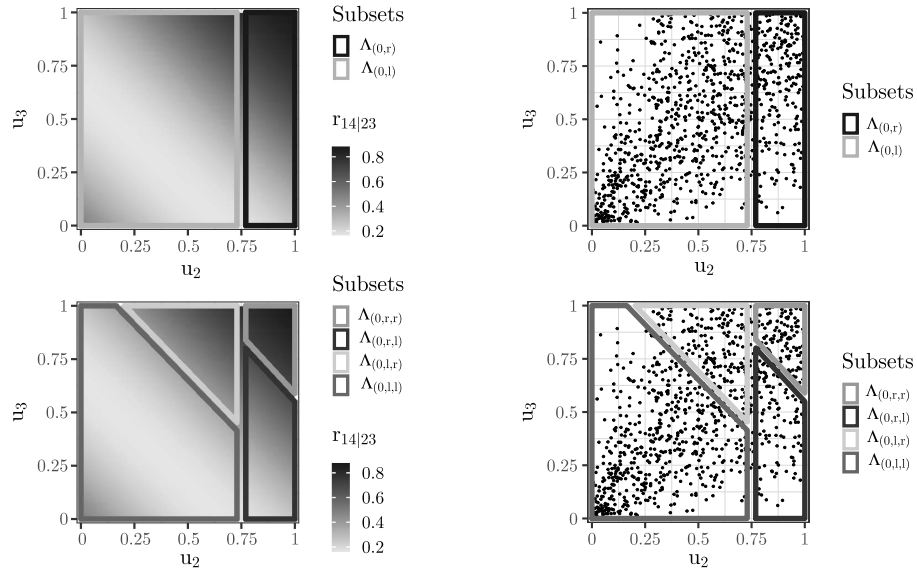 Subsets
Λ(0,r)
Λ(0,l)
r14|23
0.8
0.6
0.4
0.2
u3
1
0.75
0.5
0.25
0
0 0.25 0.5 0.75 1
u2
u3
1
0.75
0.5
0.25
0
0 0.25 0.5 0.75 1
u2
Subsets
Λ(0,r)
Λ(0,l)
u3
1
0.75
0.5
0.25
0
0 0.25 0.5 0.75 1
u2
Subsets
Λ(0,r,r)
Λ(0,r,l)
Λ(0,l,r)
Λ(0,l,l)
r14|23
0.8
0.6
0.4
0.2
u3
1
0.75
0.5
0.25
0
0 0.25 0.5 0.75 1
u2
Subsets
Λ(0,r,r)
Λ(0,r,l)
Λ(0,l,r)
Λ(0,l,l)